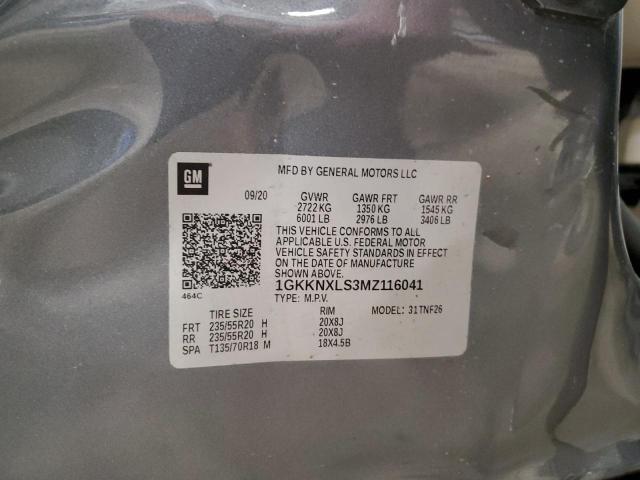 MFD BY GENERAL MOTORS LLC
GM
09/20 GVWR GAWR FRT GAWR RR
2722 KG 1350 KG 1545 KG
6001 LB 2976 LB 3406 LB
THIS VEHICLE CONFORMS TO ALL
APPLICABLE U.S. FEDERAL MOTOR
VEHICLE SAFETY STANDARDS IN EFFECT
ON THE DATE OF MANUFACTURE
SHOWN ABOVE.
464C
1GKKNXLS3MZ116041
TYPE: M.P.V. MODEL: 31TNF26
TIRE SIZE RIM
FRT 235/55R20 H 20X8J
RR 235/55R20 H 20X8J
SPA T135/70R18 M 18X4.5B